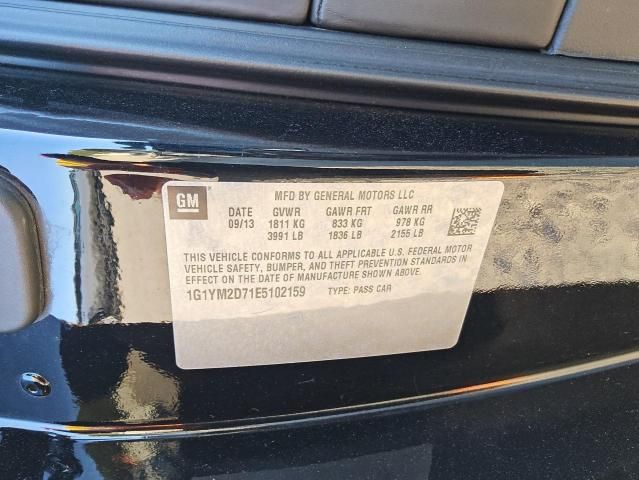 GM
MFD BY GENERAL MOTORS LLC
DATE GVWR GAWR FRT GAWR RR
09/13 1811 KG 833 KG 978 KG
3991 LB 1836 LB 2155 LB
THIS VEHICLE CONFORMS TO ALL APPLICABLE U.S. FEDERAL MOTOR
VEHICLE SAFETY, BUMPER, AND THEFT PREVENTION STANDARDS IN
EFFECT ON THE DATE OF MANUFACTURE SHOWN ABOVE.
1G1YM2D71E5102159 TYPE: PASS CAR